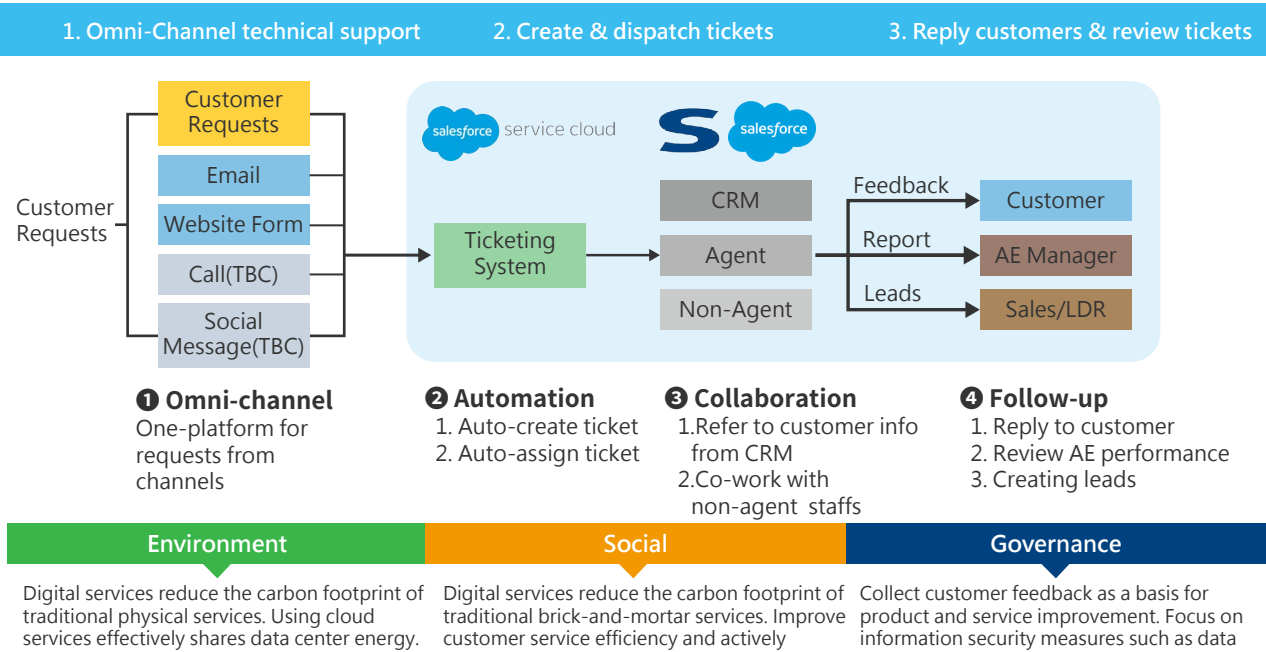 1. Omni-Channel technical support
2. Create & dispatch tickets
3. Reply customers & review tickets
Customer
Requests
Customer
Requests
Email
Website Form
Call(TBC)
Social
Message(TBC)
salesforce service cloud
Ticketing
System
S salesforce
CRM
Agent
Non-Agent
Feedback
Report
Leads
Customer
AE Manager
Sales/LDR
❶ Omni-channel
One-platform for
requests from
channels
❷ Automation
1. Auto-create ticket
2. Auto-assign ticket
❸ Collaboration
1.Refer to customer info
from CRM
2.Co-work with
non-agent staffs
❹ Follow-up
1. Reply to customer
2. Review AE performance
3. Creating leads
Environment
Digital services reduce the carbon footprint of
traditional physical services. Using cloud
services effectively shares data center energy.
Social
Digital services reduce the carbon footprint of
traditional brick-and-mortar services. Improve
customer service efficiency and actively
Governance
Collect customer feedback as a basis for
product and service improvement. Focus on
information security measures such as data